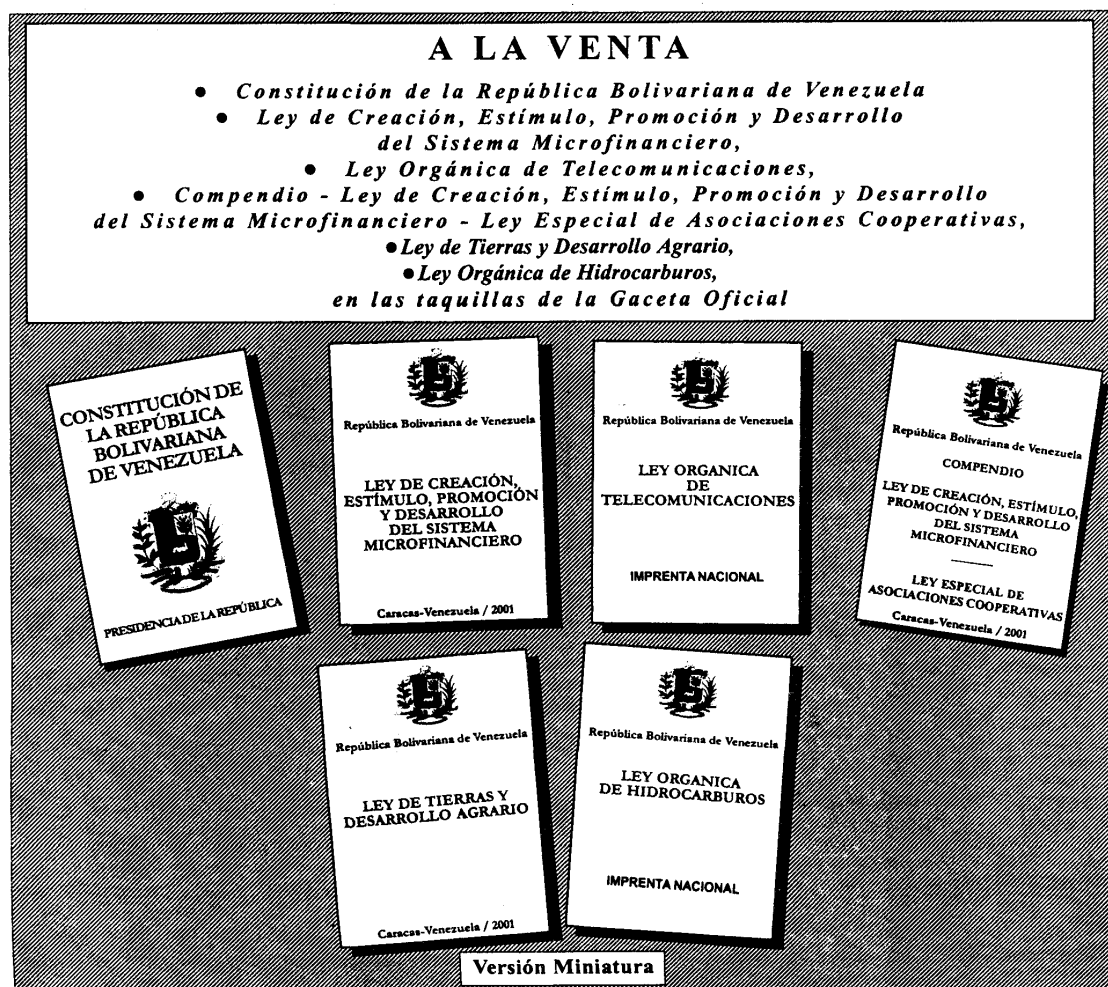 A LA VENTA
● Constitución de la República Bolivariana de Venezuela
● Ley de Creación, Estímulo, Promoción y Desarrollo
del Sistema Microfinanciero,
● Ley Orgánica de Telecomunicaciones,
● Compendio - Ley de Creación, Estímulo, Promoción y Desarrollo
del Sistema Microfinanciero - Ley Especial de Asociaciones Cooperativas,
● Ley de Tierras y Desarrollo Agrario,
● Ley Orgánica de Hidrocarburos,
en las taquillas de la Gaceta Oficial
CONSTITUCIÓN DE
LA REPÚBLICA
BOLIVARIANA
DE VENEZUELA
PRESIDENCIA DE LA REPÚBLICA
República Bolivariana de Venezuela
LEY DE CREACIÓN,
ESTÍMULO, PROMOCIÓN
Y DESARROLLO
DEL SISTEMA
MICROFINANCIERO
Caracas-Venezuela / 2001
República Bolivariana de Venezuela
LEY ORGANICA
DE
TELECOMUNICACIONES
IMPRENTA NACIONAL
República Bolivariana de Venezuela
COMPENDIO
LEY DE CREACIÓN, ESTÍMULO,
PROMOCIÓN Y DESARROLLO
DEL SISTEMA
MICROFINANCIERO
LEY ESPECIAL DE
ASOCIACIONES COOPERATIVAS
Caracas-Venezuela / 2001
República Bolivariana de Venezuela
LEY DE TIERRAS Y
DESARROLLO AGRARIO
Caracas-Venezuela / 2001
República Bolivariana de Venezuela
LEY ORGANICA
DE HIDROCARBUROS
IMPRENTA NACIONAL
Versión Miniatura